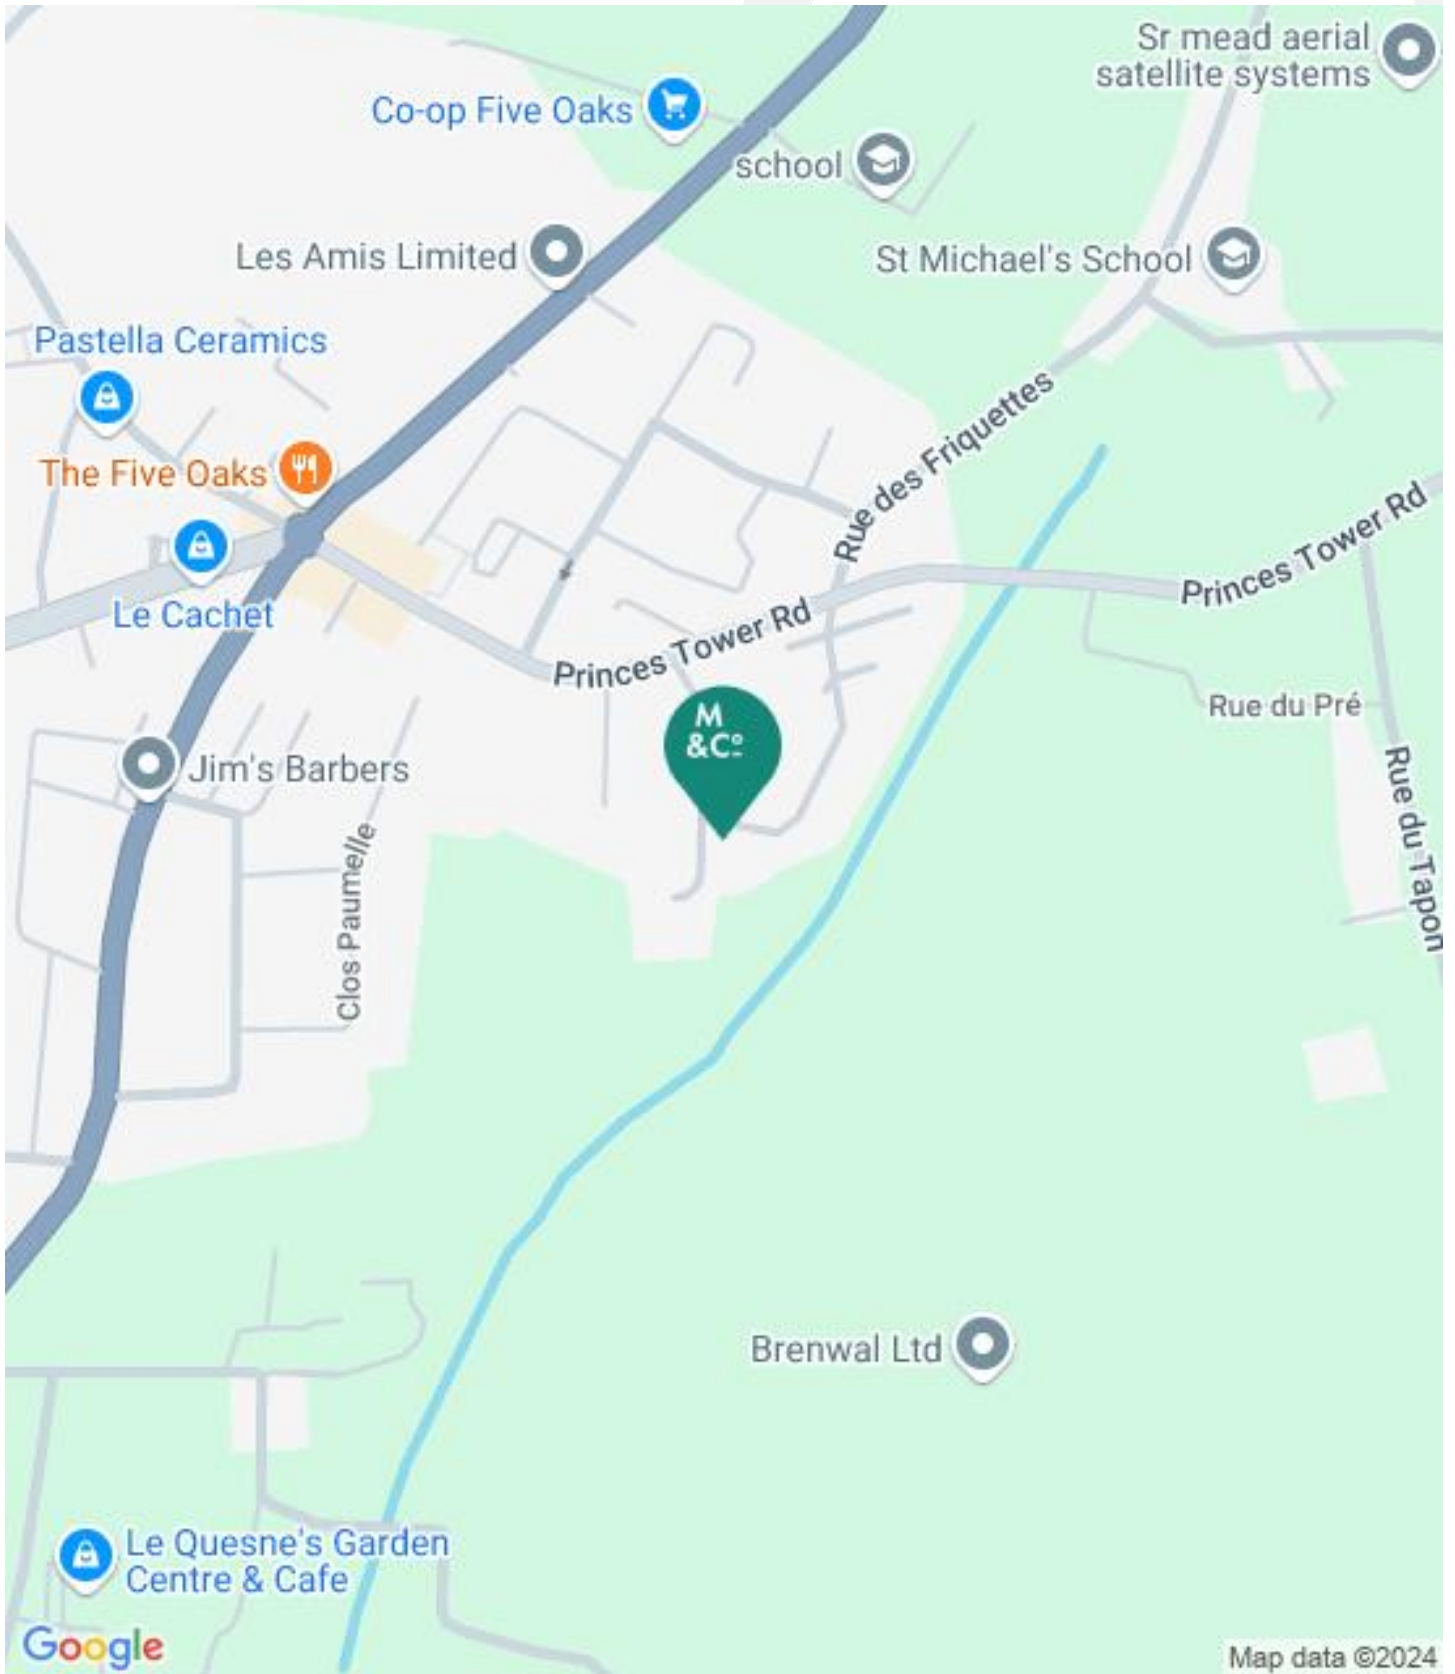 Sr mead aerial
satellite systems
Co-op Five Oaks
school
Les Amis Limited
St Michael's School
Pastella Ceramics
Rue des Friquettes
The Five Oaks
Princes Tower Rd
Le Cachet
Princes Tower Rd
Rue du Pré
M
&Cº
Jim's Barbers
Rue du Tapon
Clos Paumelle
Brenwal Ltd
Le Quesne's Garden
Centre & Cafe
Google
Map data ©2024